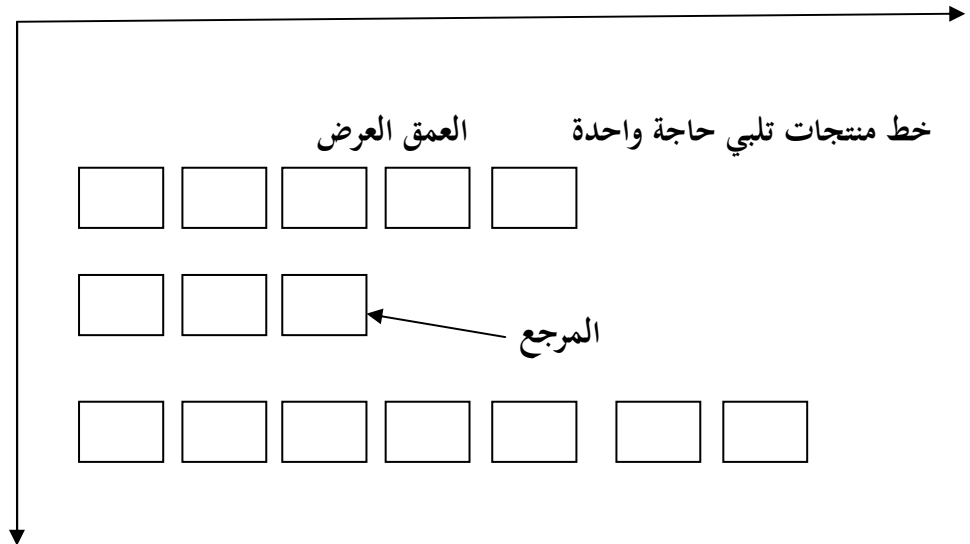 خط منتجات تلبي حاجة واحدة العمق العرض
المرجع